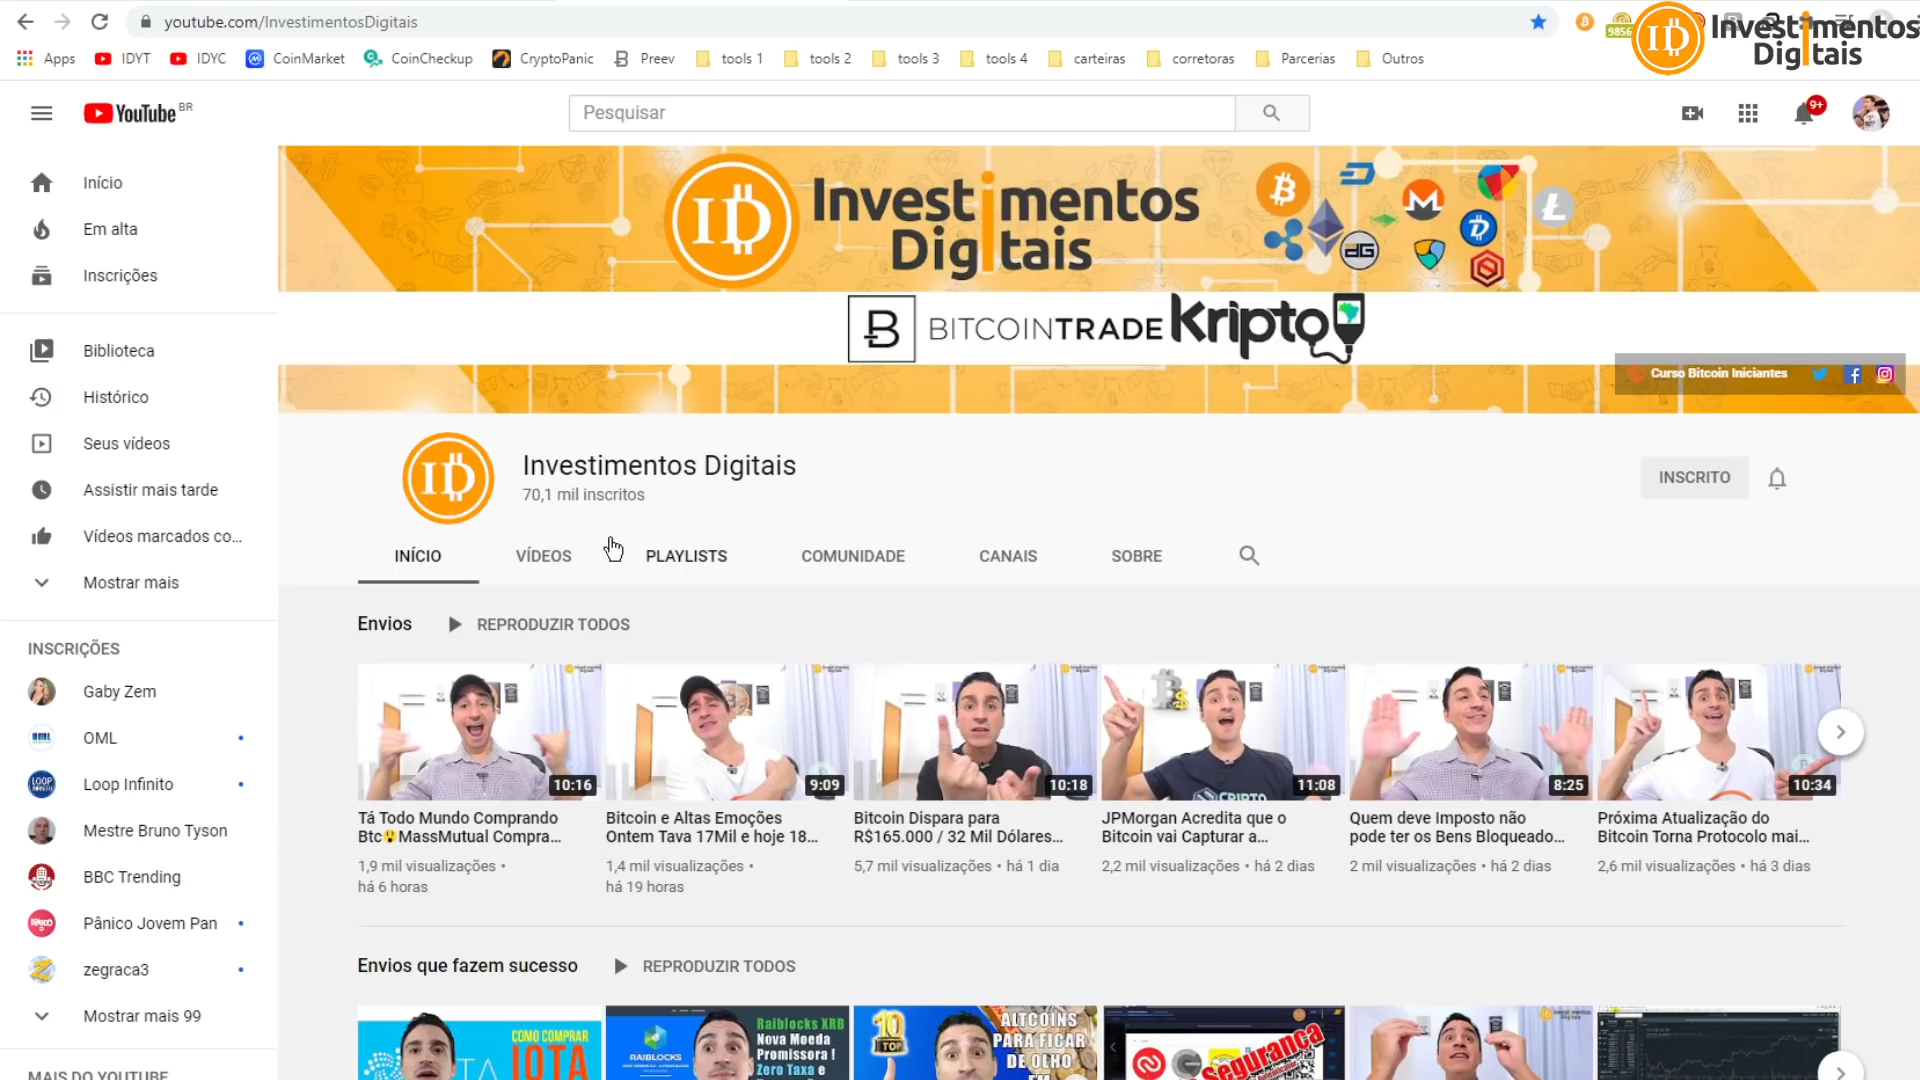 youtube.com/InvestimentosDigitais
Investimentos
Digitais
Apps
IDYT
IDYC
CoinMarket
CoinCheckup
CryptoPanic
Preev
tools 1
tools 2
tools 3
tools 4
carteiras
corretoras
Parcerias
Outros
YouTube BR
Pesquisar
9+
Início
Em alta
Inscrições
Biblioteca
Histórico
Seus vídeos
Assistir mais tarde
Vídeos marcados co...
Mostrar mais
INSCRIÇÕES
Gaby Zem
OML
Loop Infinito
Mestre Bruno Tyson
BBC Trending
Pânico Jovem Pan
zegraca3
Mostrar mais 99
MAIS DO YOUTUBE
Investimentos
Digitais
BITCOINTRADE Kripto
Curso Bitcoin Iniciantes
Investimentos Digitais
70,1 mil inscritos
INSCRITO
INÍCIO
VÍDEOS
PLAYLISTS
COMUNIDADE
CANAIS
SOBRE
Envios
REPRODUZIR TODOS
10:16
9:09
10:18
11:08
8:25
10:34
Tá Todo Mundo Comprando
Btc😲MassMutual Compra...
1,9 mil visualizações •
há 6 horas
Bitcoin e Altas Emoções
Ontem Tava 17Mil e hoje 18...
1,4 mil visualizações •
há 19 horas
Bitcoin Dispara para
R$165.000 / 32 Mil Dólares...
5,7 mil visualizações • há 1 dia
JPMorgan Acredita que o
Bitcoin vai Capturar a...
2,2 mil visualizações • há 2 dias
Quem deve Imposto não
pode ter os Bens Bloqueado...
2 mil visualizações • há 2 dias
Próxima Atualização do
Bitcoin Torna Protocolo mai...
2,6 mil visualizações • há 3 dias
Envios que fazem sucesso
REPRODUZIR TODOS
COMO COMPRAR
IOTA
RAIBLOCKS
Raiblocks XRB
Nova Moeda
Promissora !
Zero Taxa e
10
TOP
ALTCOINS
PARA FICAR
DE OLHO
EM
Segurança
Investimentos
Digitais